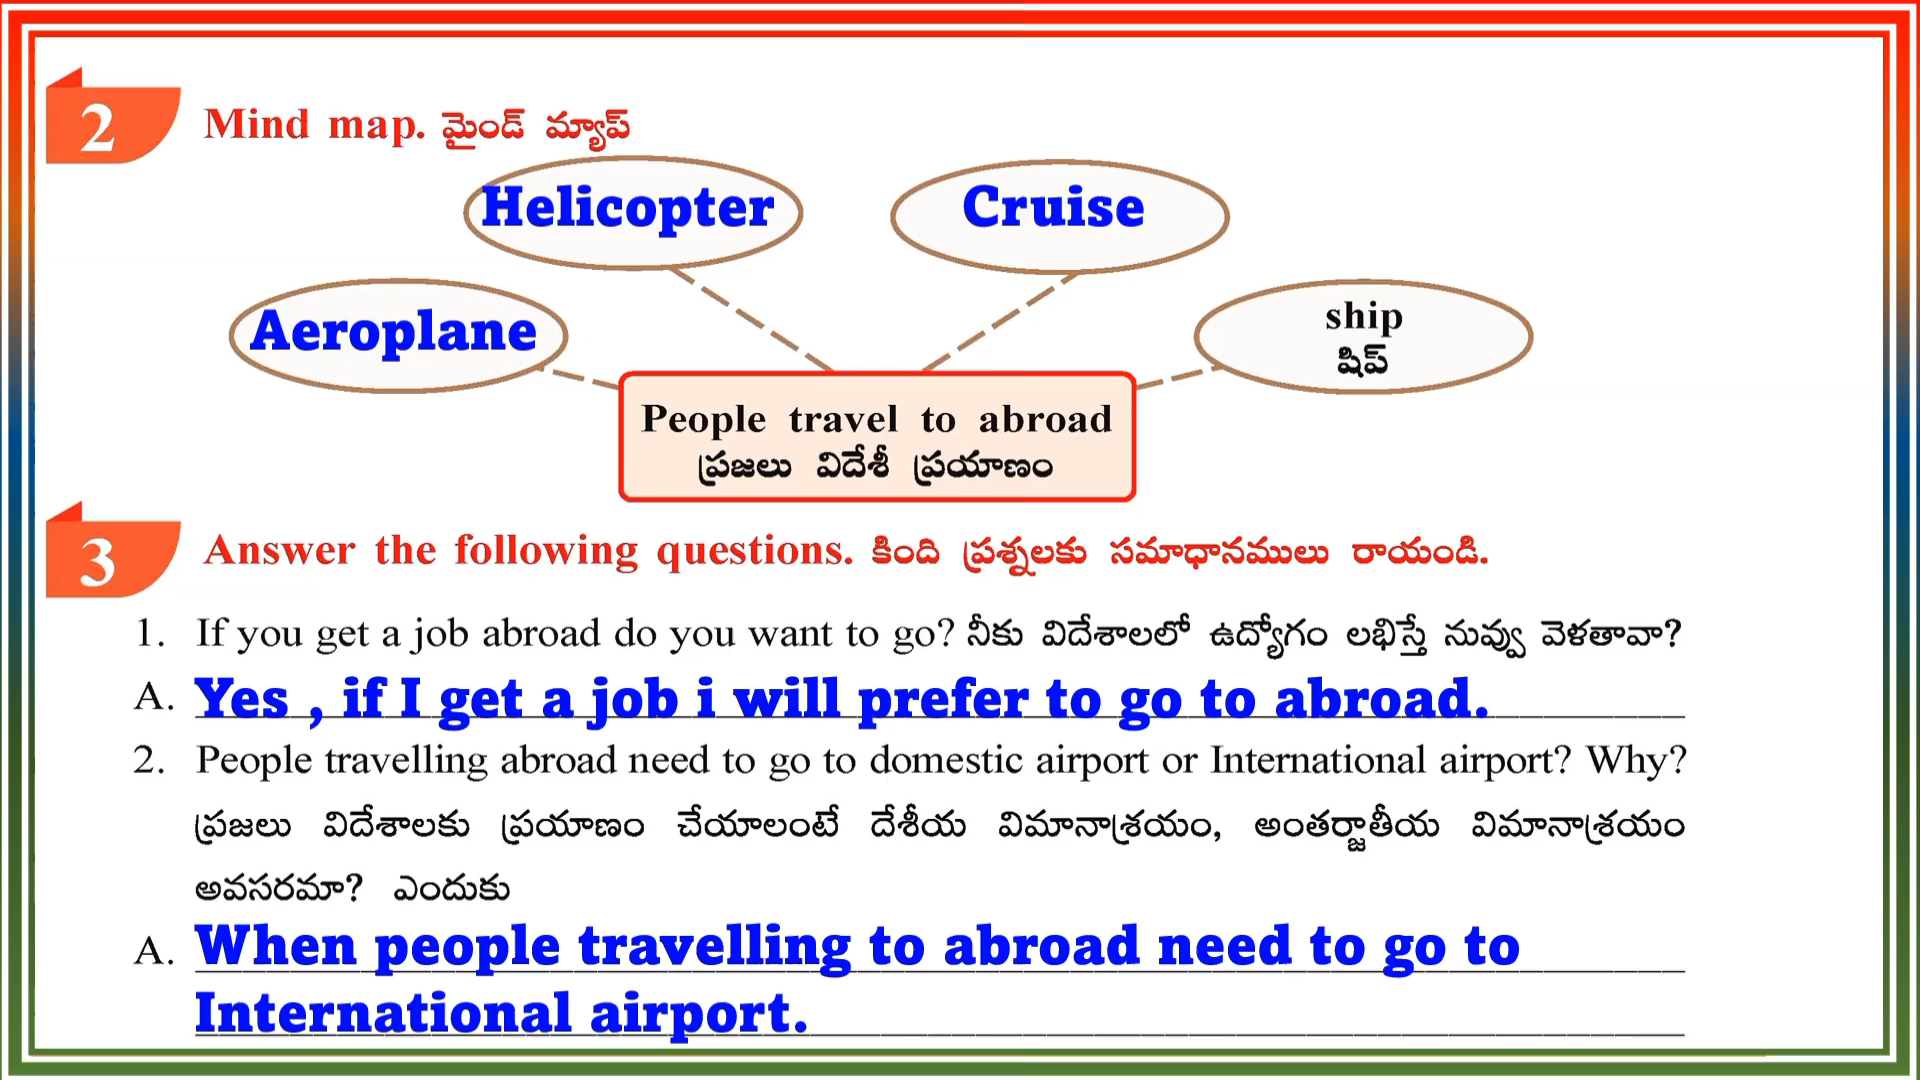 2 Mind map. మైండ్ మ్యాప్
Helicopter
Cruise
Aeroplane
ship
షిప్
People travel to abroad
ప్రజలు విదేశీ ప్రయాణం
3 Answer the following questions. కింది ప్రశ్నలకు సమాధానములు రాయండి.
1. If you get a job abroad do you want to go? నీకు విదేశాలలో ఉద్యోగం లభిస్తే నువ్వు వెళతావా?
A. Yes , if I get a job i will prefer to go to abroad.
2. People travelling abroad need to go to domestic airport or International airport? Why?
ప్రజలు విదేశాలకు ప్రయాణం చేయాలంటే దేశీయ విమానాశ్రయం, అంతర్జాతీయ విమానాశ్రయం
అవసరమా? ఎందుకు
A. When people travelling to abroad need to go to
International airport.